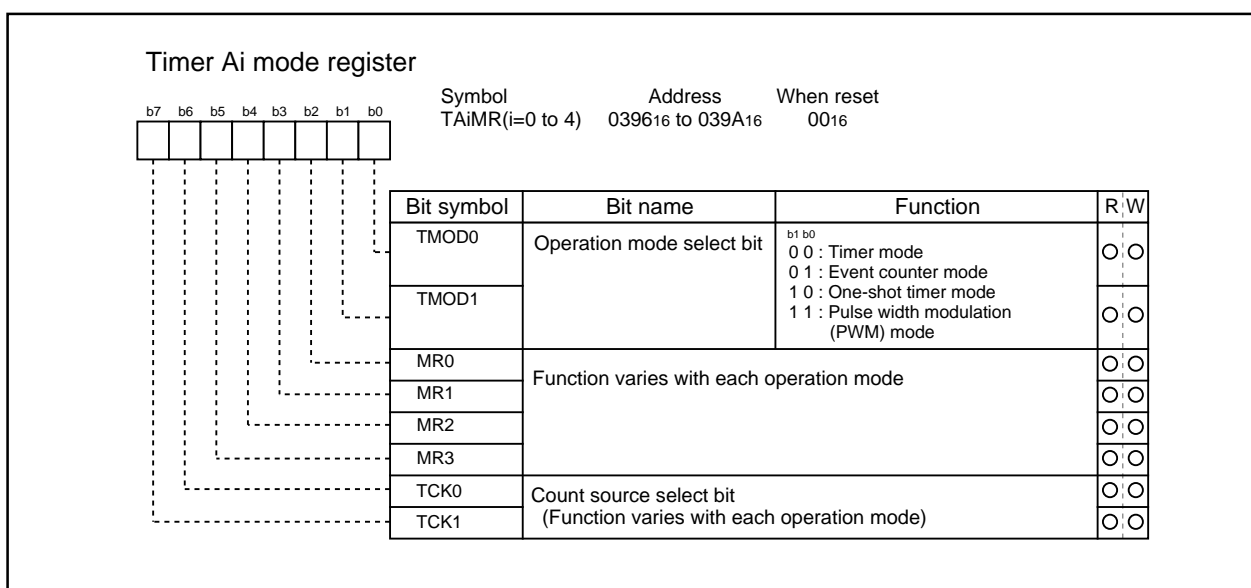 Timer Ai mode register
Symbol Address When reset
TAiMR(i=0 to 4) 039616 to 039A16 0016
b7 b6 b5 b4 b3 b2 b1 b0
Bit symbol Bit name Function R W
TMOD0 Operation mode select bit b1 b0
0 0 : Timer mode
0 1 : Event counter mode
TMOD1 1 0 : One-shot timer mode
1 1 : Pulse width modulation
(PWM) mode
MR0 Function varies with each operation mode
MR1
MR2
MR3
TCK0 Count source select bit
TCK1 (Function varies with each operation mode)